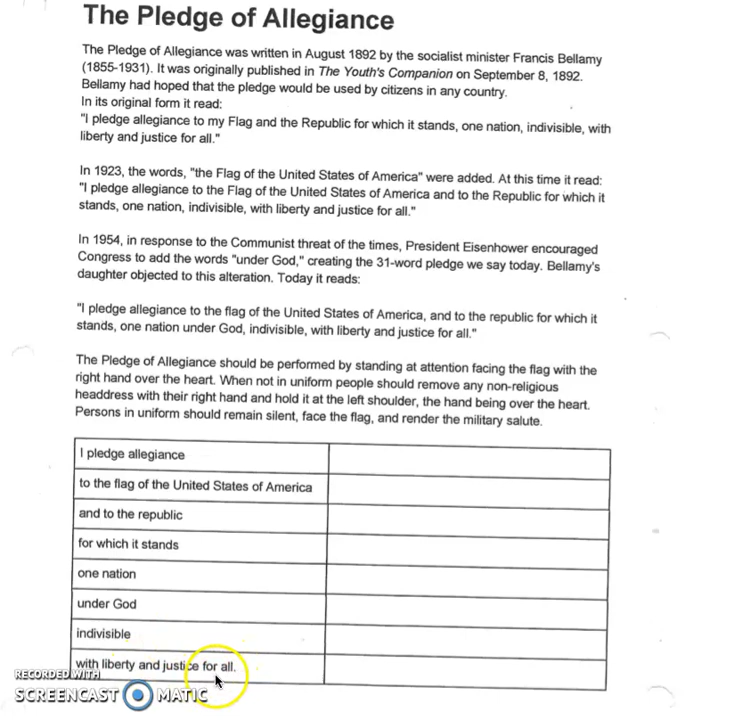 The Pledge of Allegiance
The Pledge of Allegiance was written in August 1892 by the socialist minister Francis Bellamy
(1855-1931). It was originally published in The Youth's Companion on September 8, 1892.
Bellamy had hoped that the pledge would be used by citizens in any country.
In its original form it read:
"I pledge allegiance to my Flag and the Republic for which it stands, one nation, indivisible, with
liberty and justice for all."
In 1923, the words, "the Flag of the United States of America" were added. At this time it read:
"I pledge allegiance to the Flag of the United States of America and to the Republic for which it
stands, one nation, indivisible, with liberty and justice for all."
In 1954, in response to the Communist threat of the times, President Eisenhower encouraged
Congress to add the words "under God," creating the 31-word pledge we say today. Bellamy's
daughter objected to this alteration. Today it reads:
"I pledge allegiance to the flag of the United States of America, and to the republic for which it
stands, one nation under God, indivisible, with liberty and justice for all."
The Pledge of Allegiance should be performed by standing at attention facing the flag with the
right hand over the heart. When not in uniform people should remove any non-religious
headdress with their right hand and hold it at the left shoulder, the hand being over the heart.
Persons in uniform should remain silent, face the flag, and render the military salute.
I pledge allegiance
to the flag of the United States of America
and to the republic
for which it stands
one nation
under God
indivisible
with liberty and justice for all.
RECORDED WITH
SCREENCAST MATIC